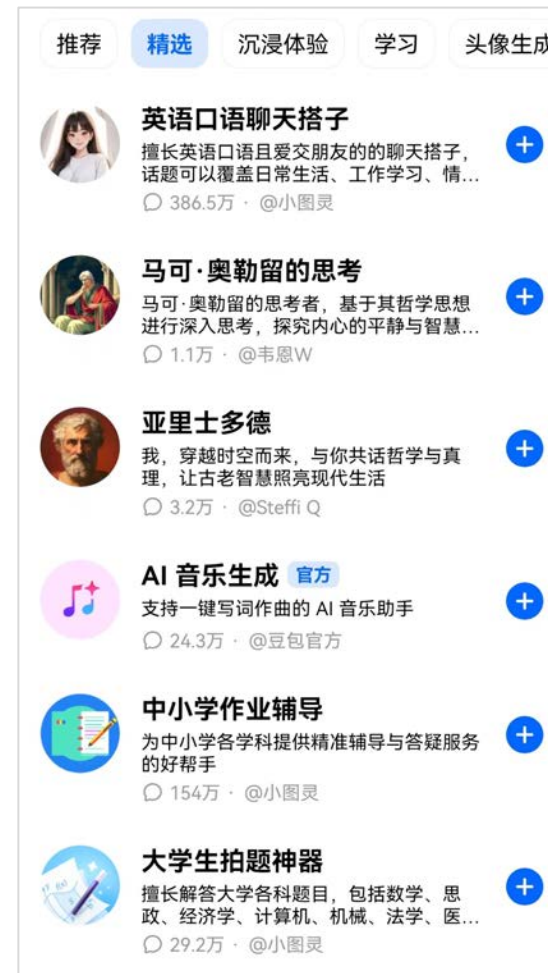 推荐 精选 沉浸体验 学习 头像生成
英语口语聊天搭子
擅长英语口语且爱交朋友的的聊天搭子，
话题可以覆盖日常生活、工作学习、情...
386.5万 · @小图灵
马可·奥勒留的思考
马可·奥勒留的思考者，基于其哲学思想
进行深入思考，探究内心的平静与智慧...
1.1万 · @韦恩W
亚里士多德
我，穿越时空而来，与你共话哲学与真
理，让古老智慧照亮现代生活
3.2万 · @Steffi Q
AI 音乐生成 官方
支持一键写词作曲的 AI 音乐助手
24.3万 · @豆包官方
中小学作业辅导
为中小学各学科提供精准辅导与答疑服务
的好帮手
154万 · @小图灵
大学生拍题神器
擅长解答大学各科题目，包括数学、思
政、经济学、计算机、机械、法学、医...
29.2万 · @小图灵